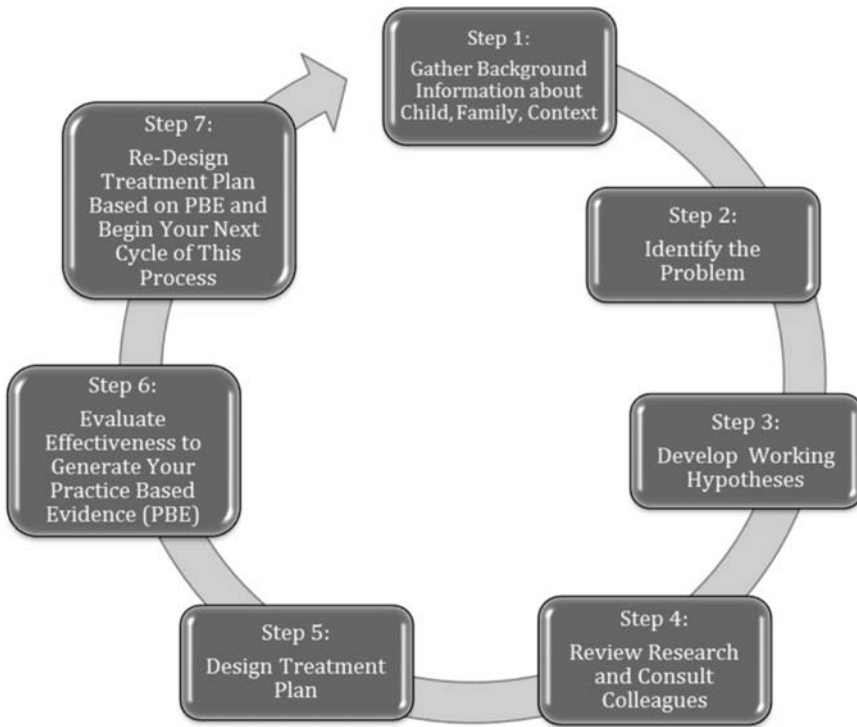 Step 1:
Gather Background
Information about
Child, Family, Context
Step 2:
Identify the
Problem
Step 3:
Develop Working
Hypotheses
Step 4:
Review Research
and Consult
Colleagues
Step 5:
Design Treatment
Plan
Step 6:
Evaluate
Effectiveness to
Generate Your
Practice Based
Evidence (PBE)
Step 7:
Re-Design
Treatment Plan
Based on PBE and
Begin Your Next
Cycle of This
Process